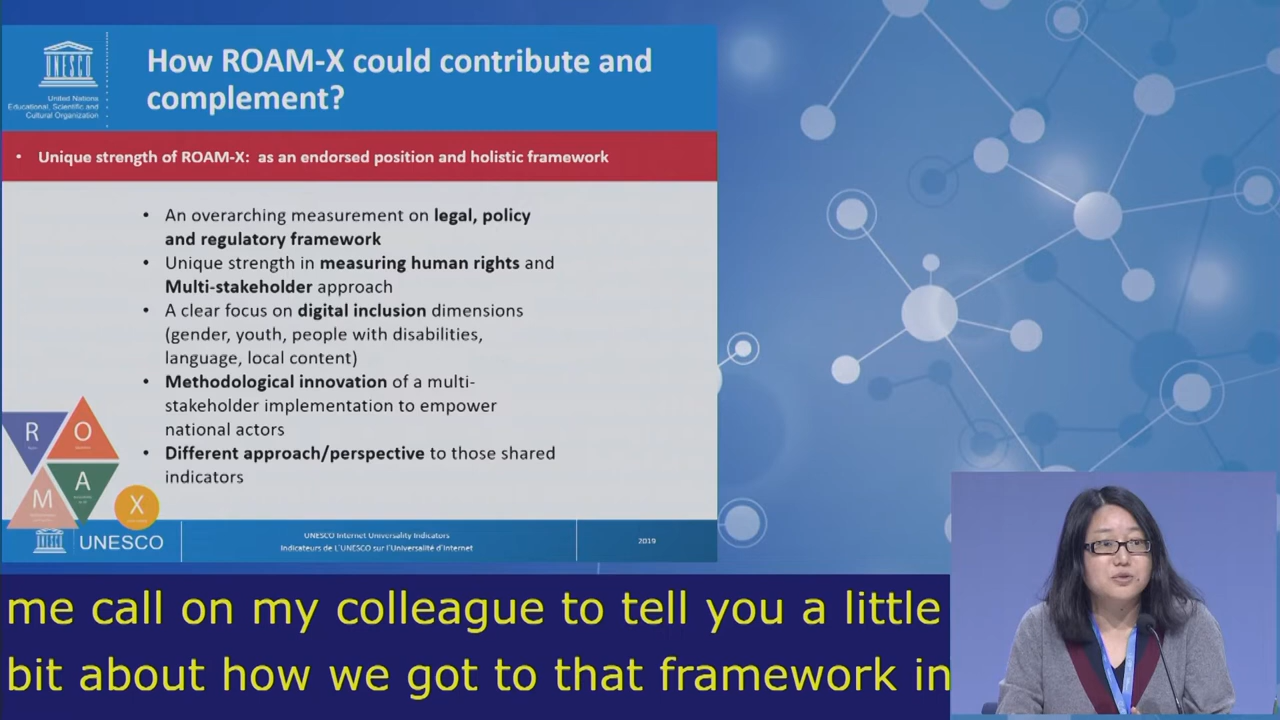 UNESCO
United Nations
Educational, Scientific and
Cultural Organization
How ROAM-X could contribute and
complement?
• Unique strength of ROAM-X: as an endorsed position and holistic framework
• An overarching measurement on legal, policy
and regulatory framework
• Unique strength in measuring human rights and
Multi-stakeholder approach
• A clear focus on digital inclusion dimensions
(gender, youth, people with disabilities,
language, local content)
• Methodological innovation of a multi-
stakeholder implementation to empower
national actors
• Different approach/perspective to those shared
indicators
R
O
A
M
X
UNESCO
UNESCO Internet Universality Indicators
Indicateurs de L'UNESCO sur l'Universalité d'Internet
2019
me call on my colleague to tell you a little
bit about how we got to that framework in